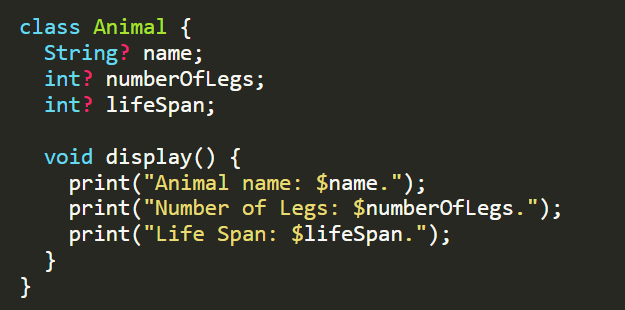 class Animal {
  String? name;
  int? numberOfLegs;
  int? lifeSpan;

  void display() {
    print("Animal name: $name.");
    print("Number of Legs: $numberOfLegs.");
    print("Life Span: $lifeSpan.");
  }
}